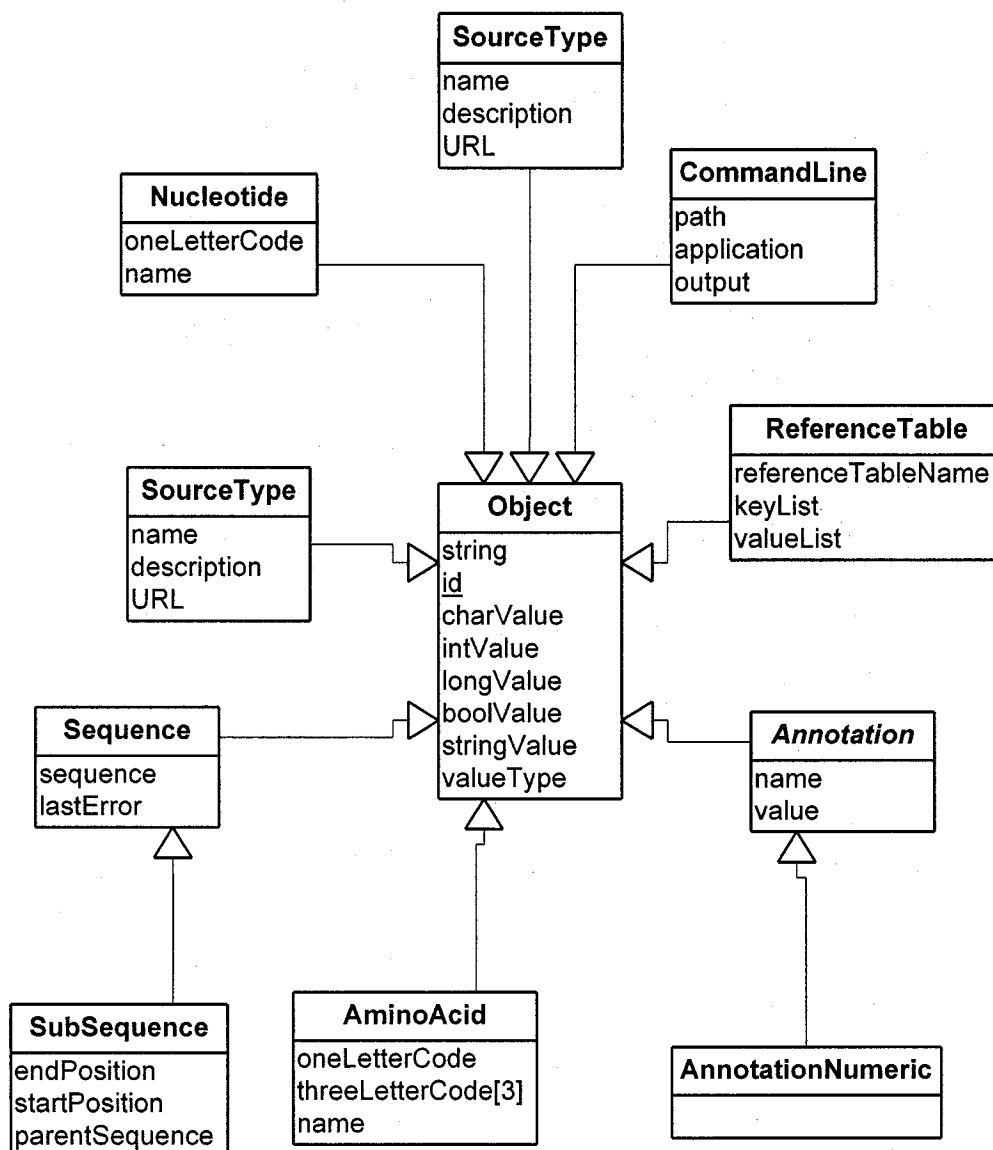 SourceType
name
description
URL
Nucleotide
oneLetterCode
name
CommandLine
path
application
output
ReferenceTable
referenceTableName
keyList
valueList
SourceType
name
description
URL
Object
string
id
charValue
intValue
longValue
boolValue
stringValue
valueType
Sequence
sequence
lastError
Annotation
name
value
SubSequence
endPosition
startPosition
parentSequence
AminoAcid
oneLetterCode
threeLetterCode[3]
name
AnnotationNumeric